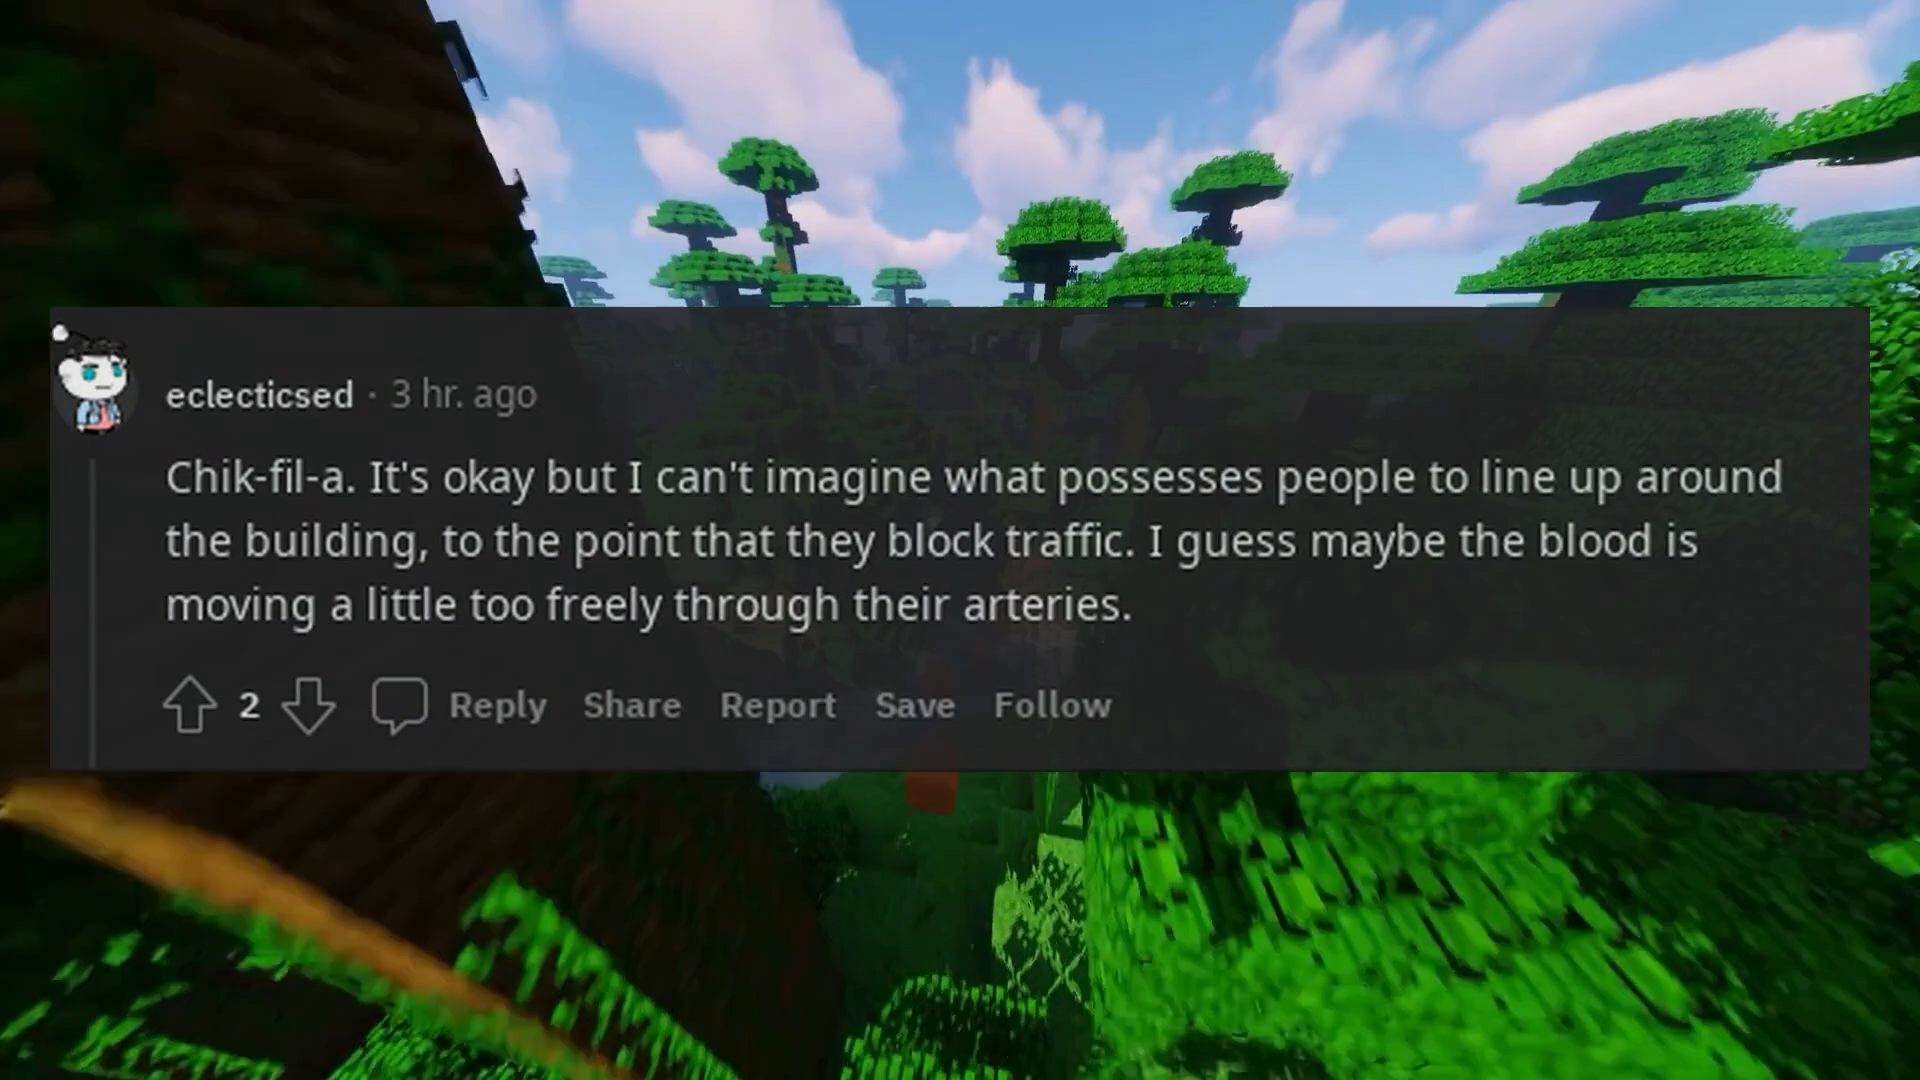 eclecticsed · 3 hr. ago
Chik-fil-a. It's okay but I can't imagine what possesses people to line up around
the building, to the point that they block traffic. I guess maybe the blood is
moving a little too freely through their arteries.
2 Reply Share Report Save Follow